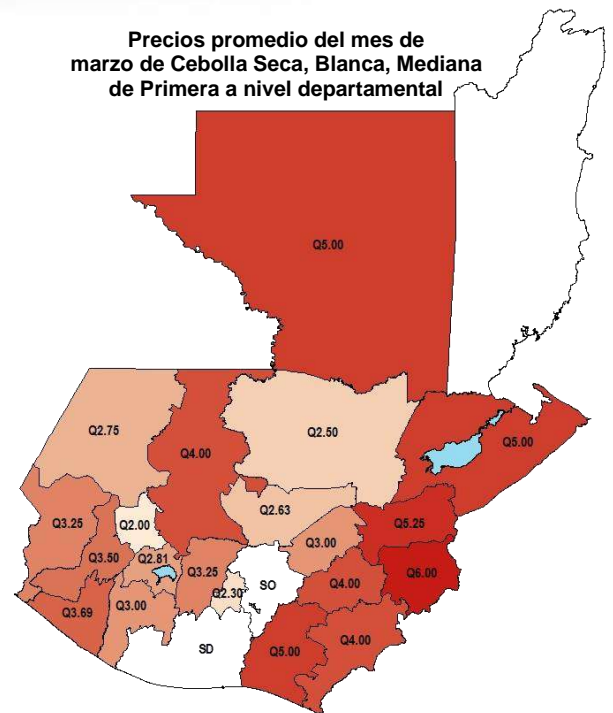 Precios promedio del mes de
marzo de Cebolla Seca, Blanca, Mediana
de Primera a nivel departamental
Q5.00
Q2.75
Q4.00
Q2.50
Q5.00
Q3.25
Q2.00
Q2.63
Q5.25
Q3.50
Q2.81
Q3.25
Q3.00
Q6.00
Q3.69
Q3.00
Q2.30
SO
Q4.00
SD
Q5.00
Q4.00